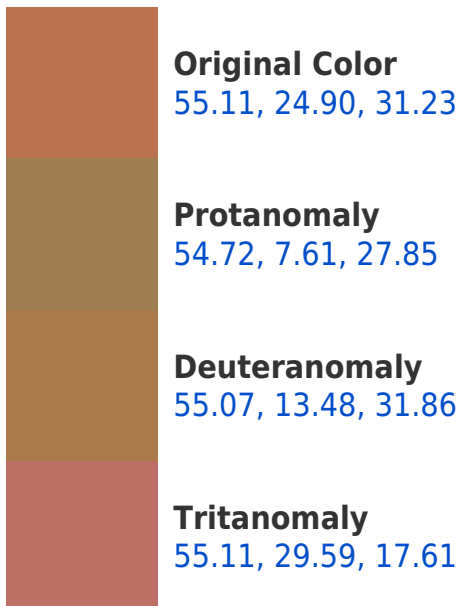 Original Color
55.11, 24.90, 31.23
Protanomaly
54.72, 7.61, 27.85
Deuteranomaly
55.07, 13.48, 31.86
Tritanomaly
55.11, 29.59, 17.61